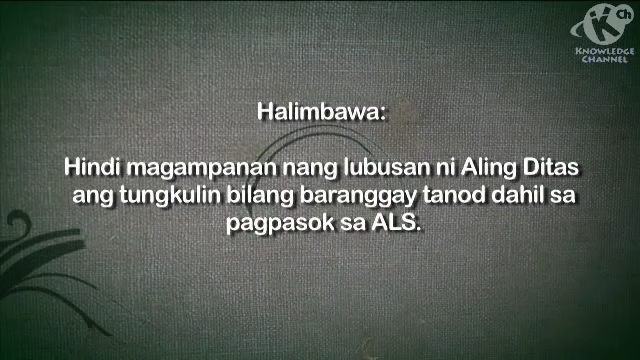 Ch
KNOWLEDGE
CHANNEL
Halimbawa:
Hindi magampanan nang lubusan ni Aling Ditas
ang tungkulin bilang baranggay tanod dahil sa
pagpasok sa ALS.